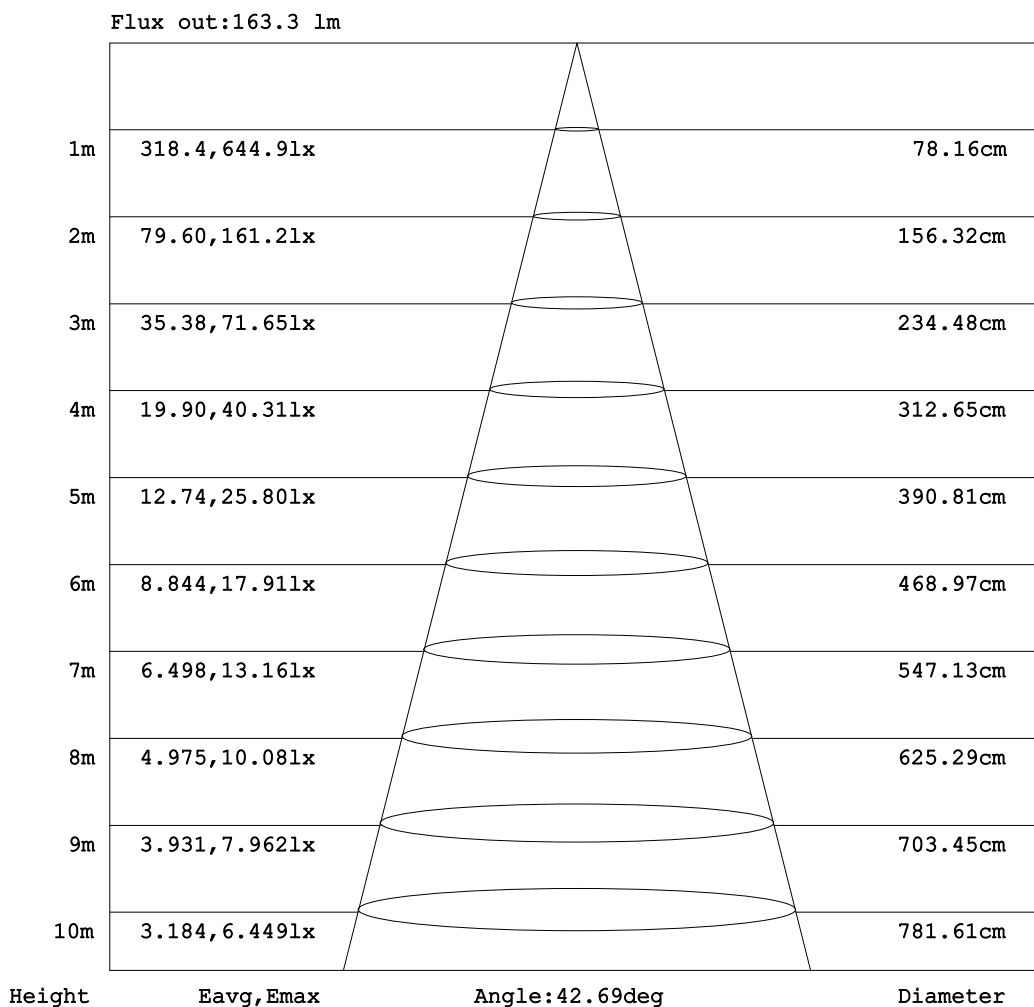 Flux out:163.3 lm
1m 318.4,644.9lx 78.16cm
2m 79.60,161.2lx 156.32cm
3m 35.38,71.65lx 234.48cm
4m 19.90,40.31lx 312.65cm
5m 12.74,25.80lx 390.81cm
6m 8.844,17.91lx 468.97cm
7m 6.498,13.16lx 547.13cm
8m 4.975,10.08lx 625.29cm
9m 3.931,7.962lx 703.45cm
10m 3.184,6.449lx 781.61cm
Height Eavg,Emax Angle:42.69deg Diameter